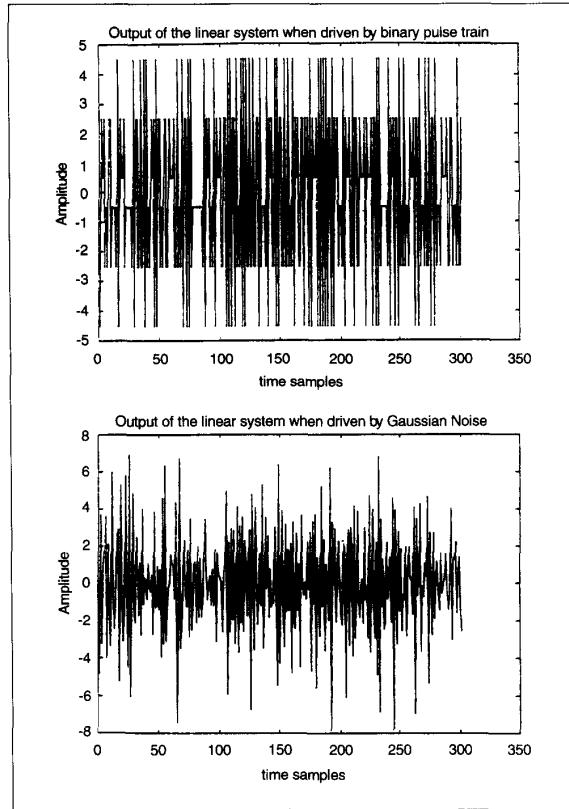 Output of the linear system when driven by binary pulse train
5
4
3
2
1
0
-1
-2
-3
-4
-5
Amplitude
0 50 100 150 200 250 300 350
time samples
Output of the linear system when driven by Gaussian Noise
8
6
4
2
0
-2
-4
-6
-8
Amplitude
0 50 100 150 200 250 300 350
time samples